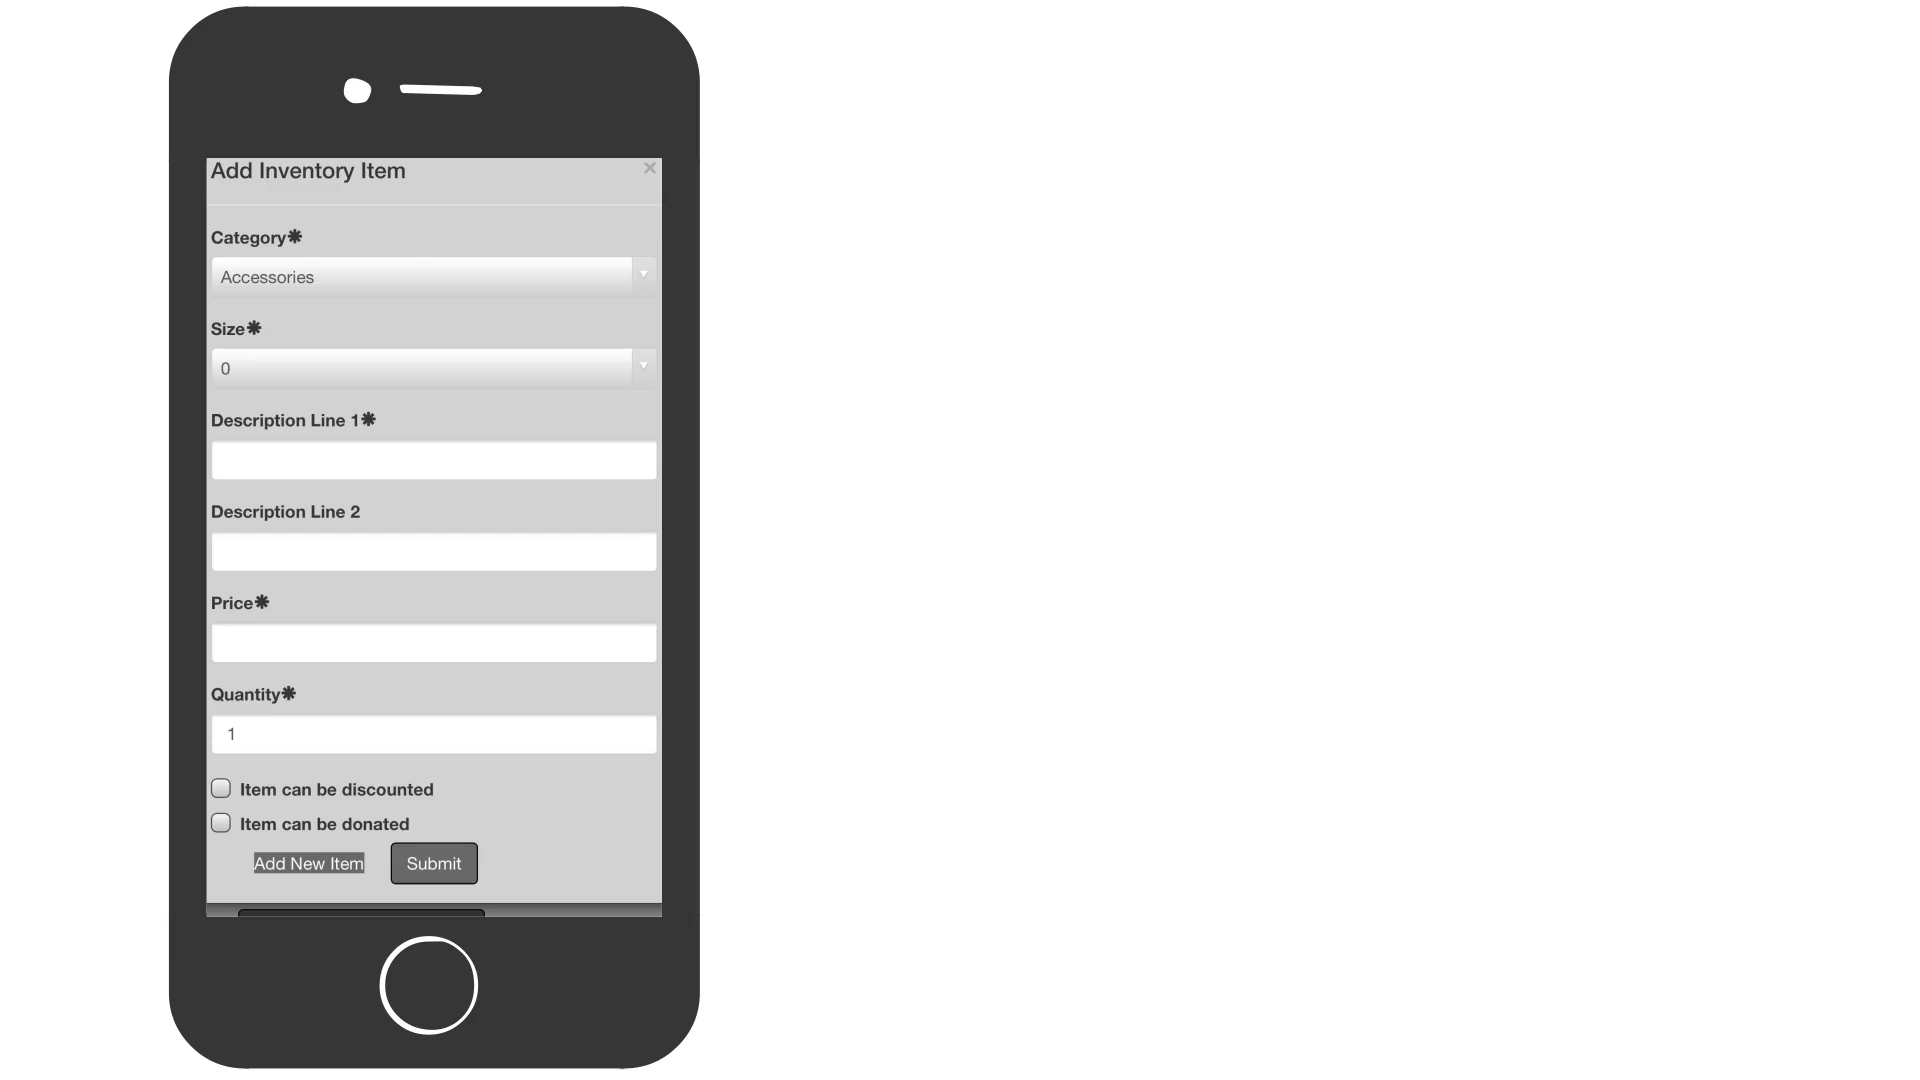 Add Inventory Item ×
Category✱
Accessories
Size✱
0
Description Line 1✱
Description Line 2
Price✱
Quantity✱
1
Item can be discounted
Item can be donated
Add New Item Submit